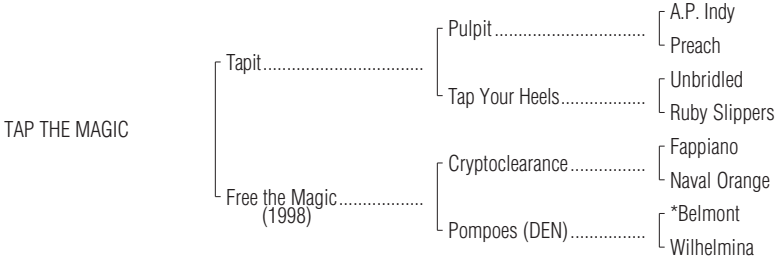 A.P. Indy
Pulpit................................
Preach
Tapit..................................
Unbridled
Tap Your Heels..................
Ruby Slippers
TAP THE MAGIC
Fappiano
Cryptoclearance................
Naval Orange
Free the Magic..................
(1998)
*Belmont
Pompoes (DEN)................
Wilhelmina